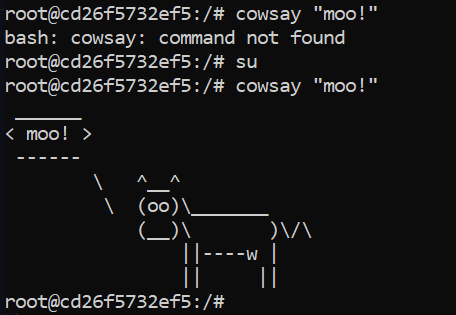 root@cd26f5732ef5:/# cowsay "moo!"
bash: cowsay: command not found
root@cd26f5732ef5:/# su
root@cd26f5732ef5:/# cowsay "moo!"
 ______
< moo! >
 ------
        \   ^__^
         \  (oo)\_______
            (__)\       )\/\
                ||----w |
                ||     ||
root@cd26f5732ef5:/#